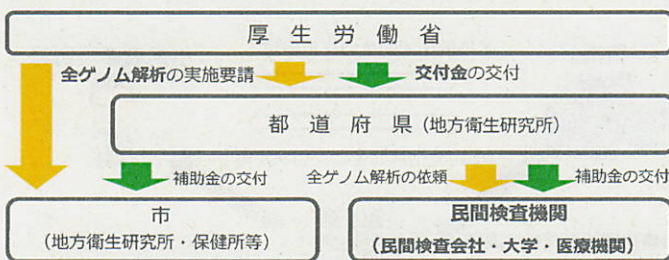 厚生労働省
全ゲノム解析の実施要請
交付金の交付
都道府県（地方衛生研究所）
補助金の交付
全ゲノム解析の依頼
補助金の交付
市
（地方衛生研究所・保健所等）
民間検査機関
（民間検査会社・大学・医療機関）